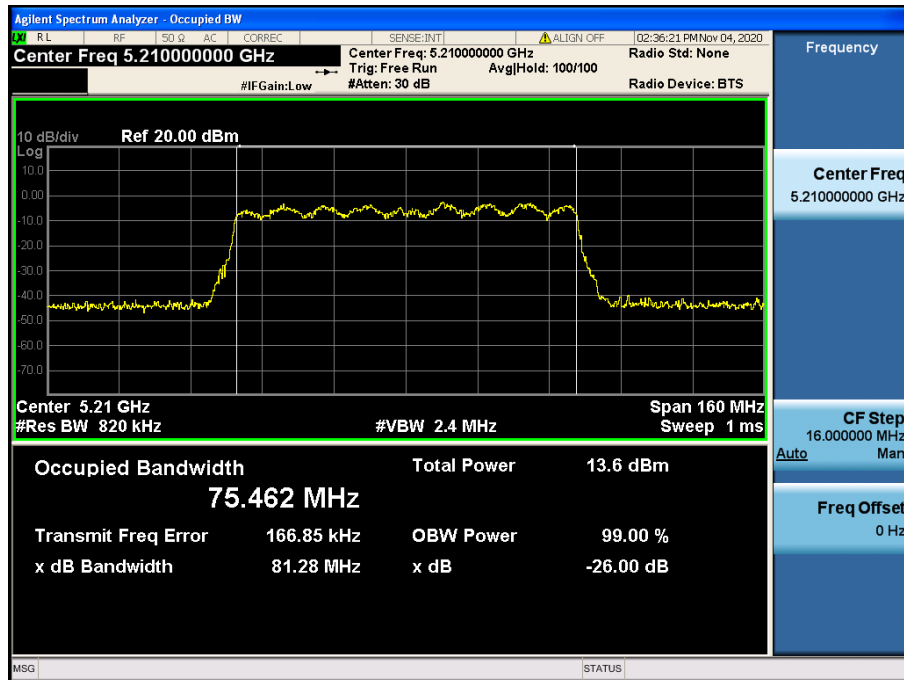 Agilent Spectrum Analyzer - Occupied BW
LXI RL RF 50 Ω AC CORREC SENSE:INT ALIGN OFF 02:36:21 PM Nov 04, 2020
Center Freq 5.210000000 GHz Center Freq: 5.210000000 GHz Radio Std: None
Trig: Free Run Avg|Hold: 100/100
#IFGain:Low #Atten: 30 dB Radio Device: BTS
10 dB/div Ref 20.00 dBm
Log
10.0
0.00
-10.0
-20.0
-30.0
-40.0
-50.0
-60.0
-70.0
Center 5.21 GHz Span 160 MHz
#Res BW 820 kHz #VBW 2.4 MHz Sweep 1 ms
Occupied Bandwidth Total Power 13.6 dBm
75.462 MHz
Transmit Freq Error 166.85 kHz OBW Power 99.00 %
x dB Bandwidth 81.28 MHz x dB -26.00 dB
MSG STATUS
Frequency
Center Freq
5.210000000 GHz
CF Step
16.000000 MHz
Auto Man
Freq Offset
0 Hz